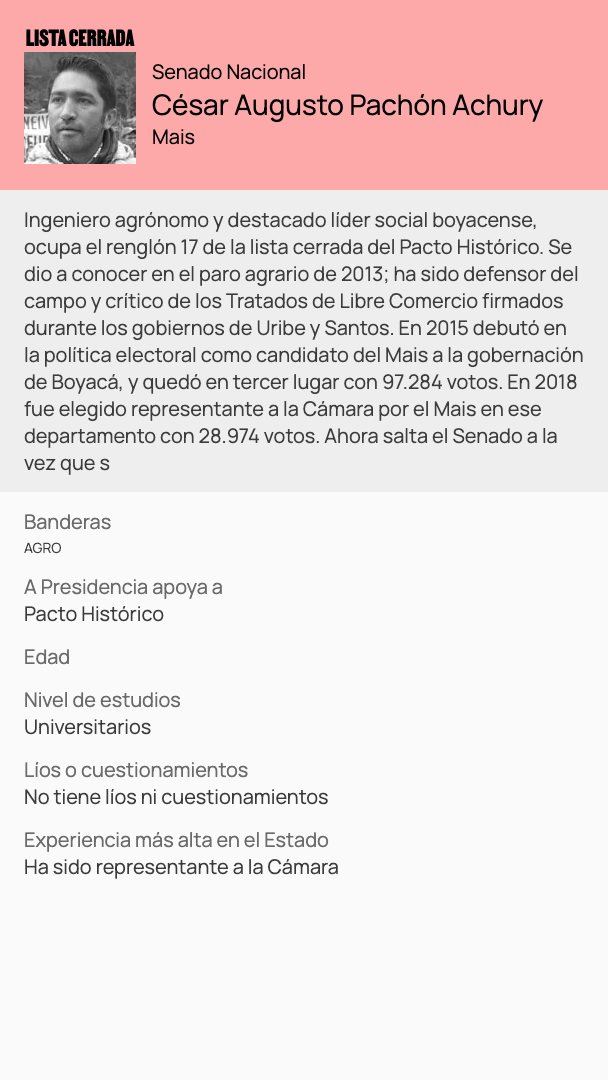 LISTA CERRADA
Senado Nacional
César Augusto Pachón Achury
Mais
Ingeniero agrónomo y destacado líder social boyacense,
ocupa el renglón 17 de la lista cerrada del Pacto Histórico. Se
dio a conocer en el paro agrario de 2013; ha sido defensor del
campo y crítico de los Tratados de Libre Comercio firmados
durante los gobiernos de Uribe y Santos. En 2015 debutó en
la política electoral como candidato del Mais a la gobernación
de Boyacá, y quedó en tercer lugar con 97.284 votos. En 2018
fue elegido representante a la Cámara por el Mais en ese
departamento con 28.974 votos. Ahora salta el Senado a la
vez que s
Banderas
AGRO
A Presidencia apoya a
Pacto Histórico
Edad
Nivel de estudios
Universitarios
Líos o cuestionamientos
No tiene líos ni cuestionamientos
Experiencia más alta en el Estado
Ha sido representante a la Cámara